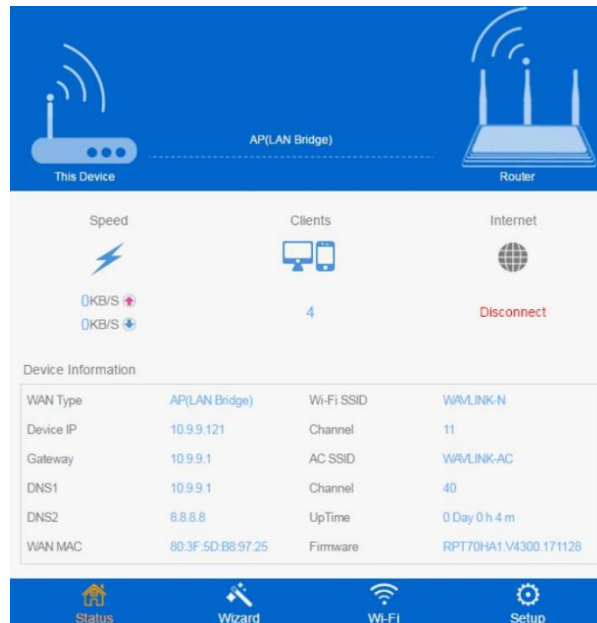 AP(LAN Bridge)
This Device
Router
Speed
Clients
Internet
0KB/S
0KB/S
4
Disconnect
Device Information
WAN Type AP(LAN Bridge) Wi-Fi SSID WAVLINK-N
Device IP 10.9.9.121 Channel 11
Gateway 10.9.9.1 AC SSID WAVLINK-AC
DNS1 10.9.9.1 Channel 40
DNS2 8.8.8.8 UpTime 0 Day 0 h 4 m
WAN MAC 80:3F:5D:B8:97:25 Firmware RPT70HA1.V4300.171128
Status Wizard Wi-Fi Setup